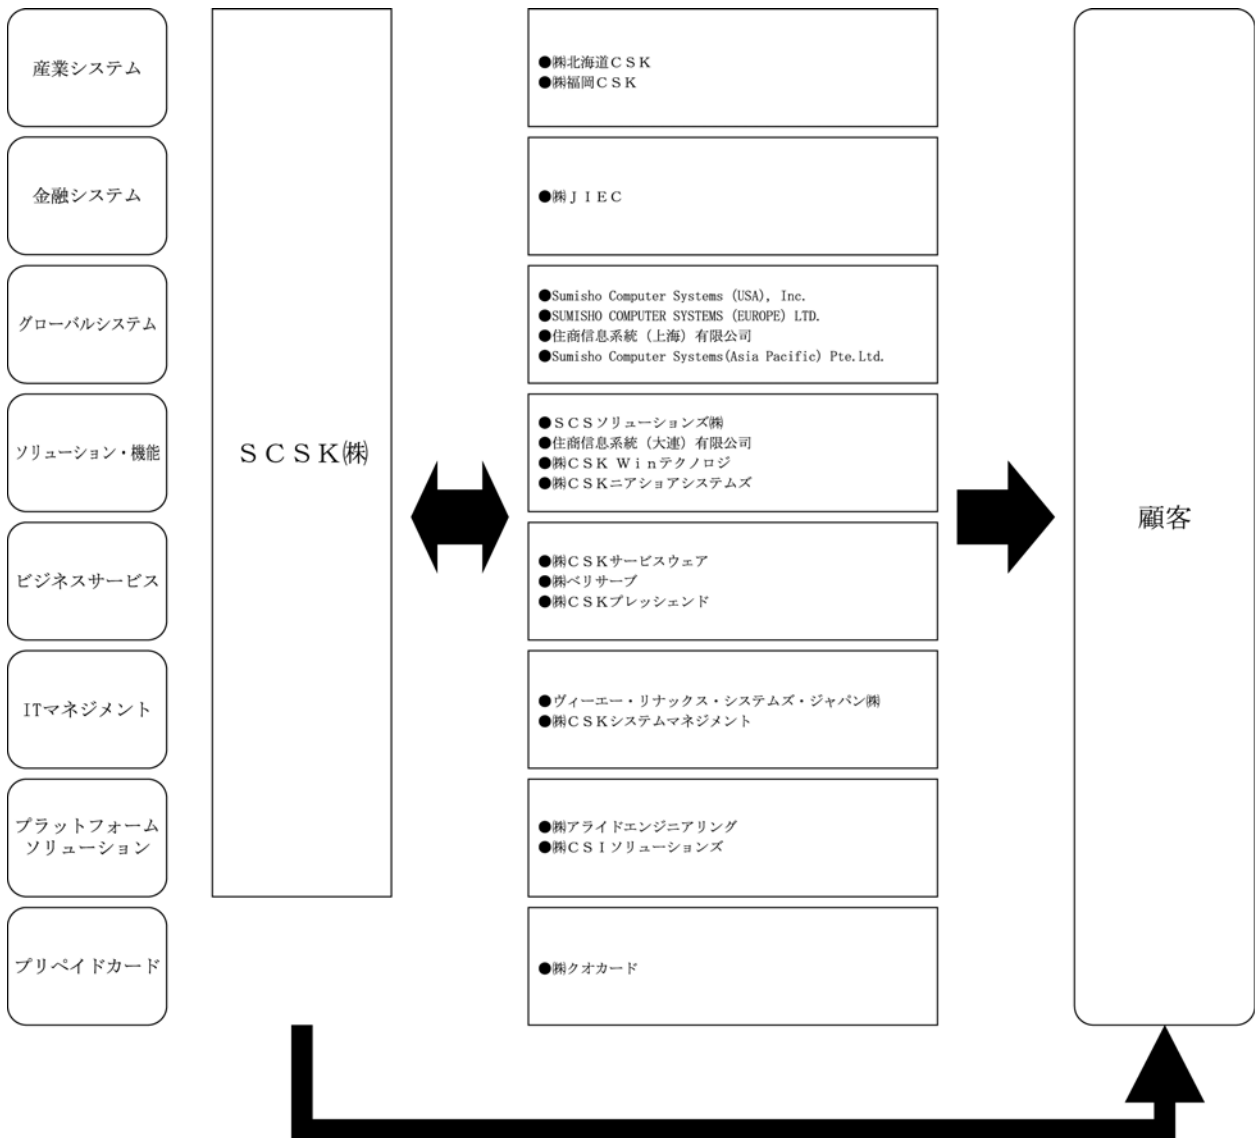 産業システム
●㈱北海道ＣＳＫ
●㈱福岡ＣＳＫ
金融システム
●㈱ＪＩＥＣ
グローバルシステム
●Sumisho Computer Systems (USA), Inc.
●SUMISHO COMPUTER SYSTEMS (EUROPE) LTD.
●住商信息系統（上海）有限公司
●Sumisho Computer Systems(Asia Pacific) Pte.Ltd.
ソリューション・機能
ＳＣＳＫ㈱
●ＳＣＳソリューションズ㈱
●住商信息系統（大連）有限公司
●㈱ＣＳＫ Ｗｉｎテクノロジ
●㈱ＣＳＫニアショアシステムズ
顧客
ビジネスサービス
●㈱ＣＳＫサービスウェア
●㈱ベリサーブ
●㈱ＣＳＫプレッシェンド
ITマネジメント
●ヴィーエー・リナックス・システムズ・ジャパン㈱
●㈱ＣＳＫシステムマネジメント
プラットフォーム
ソリューション
●㈱アライドエンジニアリング
●㈱ＣＳＩソリューションズ
プリペイドカード
●㈱クオカード